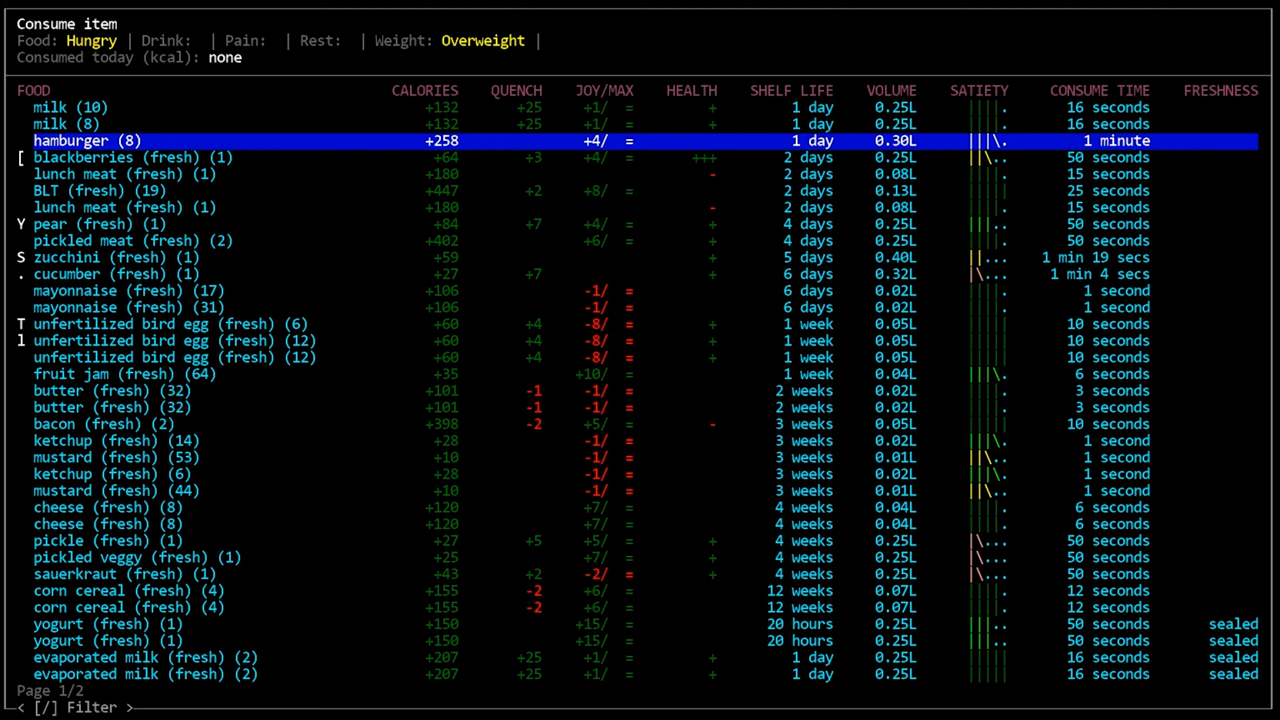 Consume item
Food: Hungry | Drink: | Pain: | Rest: | Weight: Overweight |
Consumed today (kcal): none
FOOD CALORIES QUENCH JOY/MAX HEALTH SHELF LIFE VOLUME SATIETY CONSUME TIME FRESHNESS
milk (10) +132 +25 +1/ = + 1 day 0.25L ||||. 16 seconds
milk (8) +132 +25 +1/ = + 1 day 0.25L ||||. 16 seconds
hamburger (8) +258 +4/ = 1 day 0.30L |||\. 1 minute
[ blackberries (fresh) (1) +64 +3 +4/ = +++ 2 days 0.25L ||\.. 50 seconds
lunch meat (fresh) (1) +180 - 2 days 0.08L ||||. 15 seconds
BLT (fresh) (19) +447 +2 +8/ = 2 days 0.13L ||||| 25 seconds
lunch meat (fresh) (1) +180 - 2 days 0.08L ||||. 15 seconds
Y pear (fresh) (1) +84 +7 +4/ = + 4 days 0.25L |||.. 50 seconds
pickled meat (fresh) (2) +402 +6/ = 4 days 0.25L ||||. 50 seconds
S zucchini (fresh) (1) +59 + 5 days 0.40L ||... 1 min 19 secs
. cucumber (fresh) (1) +27 +7 + 6 days 0.32L |\... 1 min 4 secs
mayonnaise (fresh) (17) +106 -1/ = 6 days 0.02L ||||. 1 second
mayonnaise (fresh) (31) +106 -1/ = 6 days 0.02L ||||. 1 second
T unfertilized bird egg (fresh) (6) +60 +4 -8/ = + 1 week 0.05L ||||| 10 seconds
l unfertilized bird egg (fresh) (12) +60 +4 -8/ = + 1 week 0.05L ||||| 10 seconds
unfertilized bird egg (fresh) (12) +60 +4 -8/ = + 1 week 0.05L ||||| 10 seconds
fruit jam (fresh) (64) +35 +10/ = 1 week 0.04L |||\. 6 seconds
butter (fresh) (32) +101 -1 -1/ = 2 weeks 0.02L ||||. 3 seconds
butter (fresh) (32) +101 -1 -1/ = 2 weeks 0.02L ||||. 3 seconds
bacon (fresh) (2) +398 -2 +5/ = - 3 weeks 0.05L ||||| 10 seconds
ketchup (fresh) (14) +28 -1/ = 3 weeks 0.02L |||\. 1 second
mustard (fresh) (53) +10 -1/ = 3 weeks 0.01L ||\.. 1 second
ketchup (fresh) (6) +28 -1/ = 3 weeks 0.02L |||\. 1 second
mustard (fresh) (44) +10 -1/ = 3 weeks 0.01L ||\.. 1 second
cheese (fresh) (8) +120 +7/ = 4 weeks 0.04L ||||. 6 seconds
cheese (fresh) (8) +120 +7/ = 4 weeks 0.04L ||||. 6 seconds
pickle (fresh) (1) +27 +5 +5/ = + 4 weeks 0.25L |\... 50 seconds
pickled veggy (fresh) (1) +25 +7/ = + 4 weeks 0.25L |\... 50 seconds
sauerkraut (fresh) (1) +43 +2 -2/ = + 4 weeks 0.25L |\... 50 seconds
corn cereal (fresh) (4) +155 -2 +6/ = 12 weeks 0.07L ||||. 12 seconds
corn cereal (fresh) (4) +155 -2 +6/ = 12 weeks 0.07L ||||. 12 seconds
yogurt (fresh) (1) +150 +15/ = 20 hours 0.25L |||.. 50 seconds sealed
yogurt (fresh) (1) +150 +15/ = 20 hours 0.25L |||.. 50 seconds sealed
evaporated milk (fresh) (2) +207 +25 +1/ = + 1 day 0.25L ||||| 16 seconds sealed
evaporated milk (fresh) (2) +207 +25 +1/ = + 1 day 0.25L ||||| 16 seconds sealed
Page 1/2
< [/] Filter >